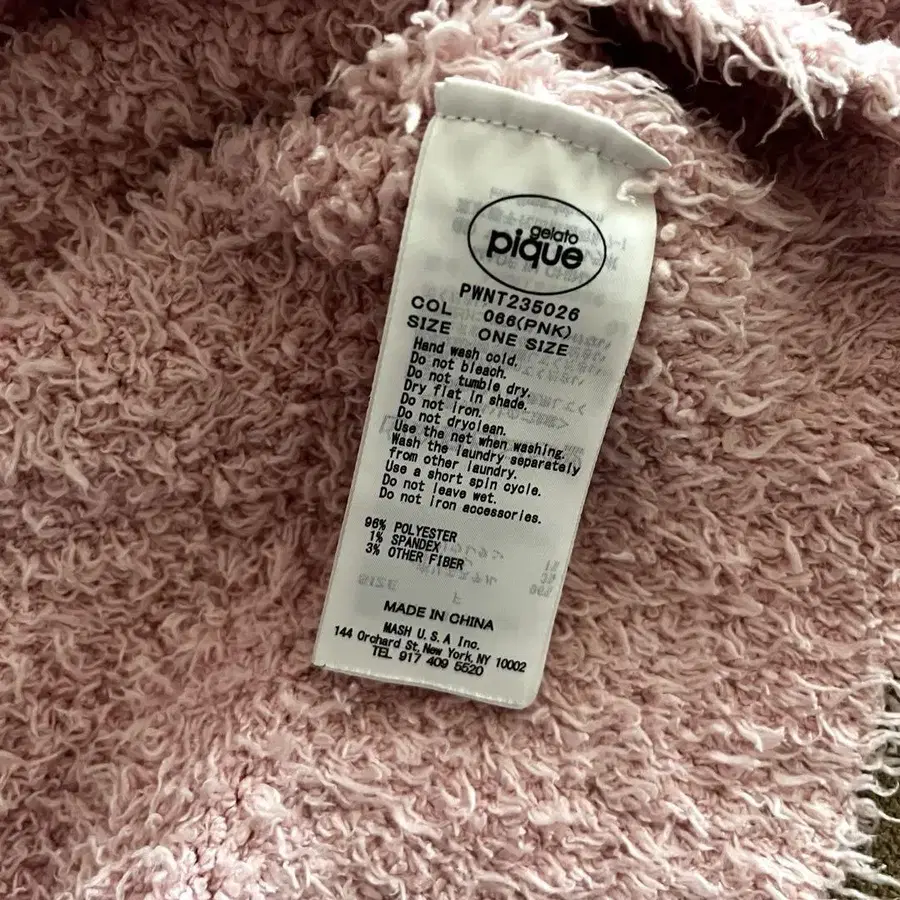 gelato
pique
PWNT235026
COL 066(PNK)
SIZE ONE SIZE
Hand wash cold.
Do not bleach.
Do not tumble dry.
Dry flat in shade.
Do not iron.
Do not dryclean.
Use the net when washing.
Wash the laundry separately
from other laundry.
Use a short spin cycle.
Do not leave wet.
Do not iron accessories.
96% POLYESTER
1% SPANDEX
3% OTHER FIBER
MADE IN CHINA
MASH U.S.A Inc.
144 Orchard St, New York, NY 10002
TEL 917 409 5520